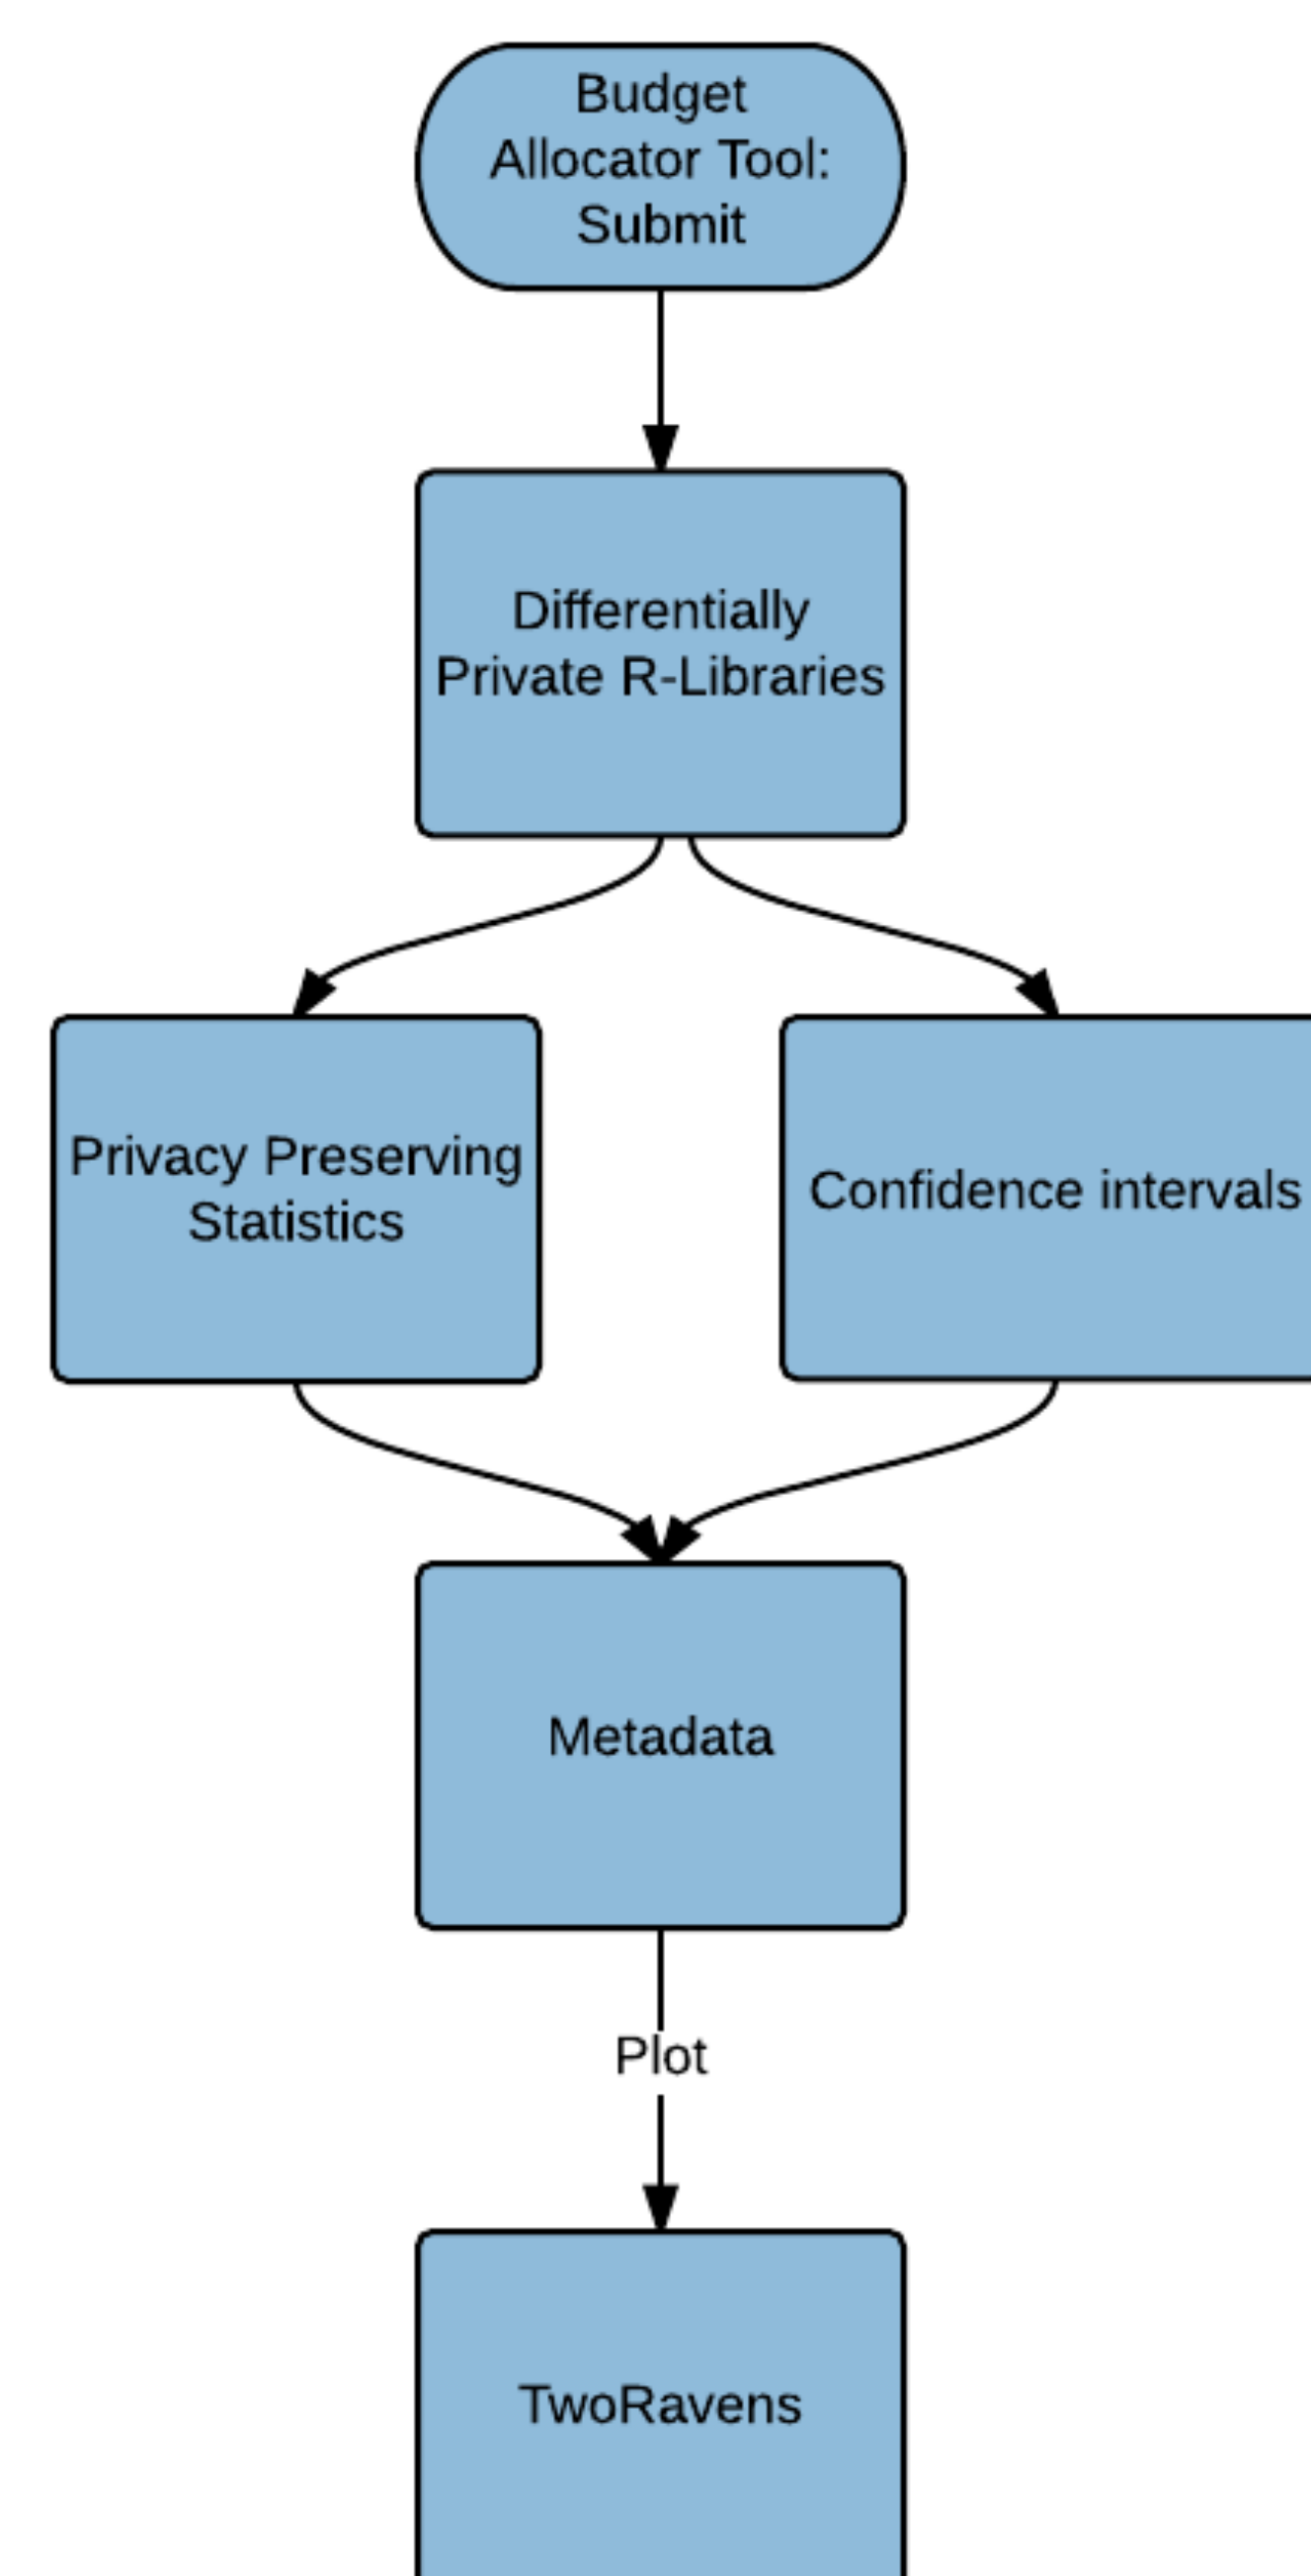 Budget
Allocator Tool:
Submit
Differentially
Private R-Libraries
Privacy Preserving
Statistics
Confidence intervals
Metadata
Plot
TwoRavens